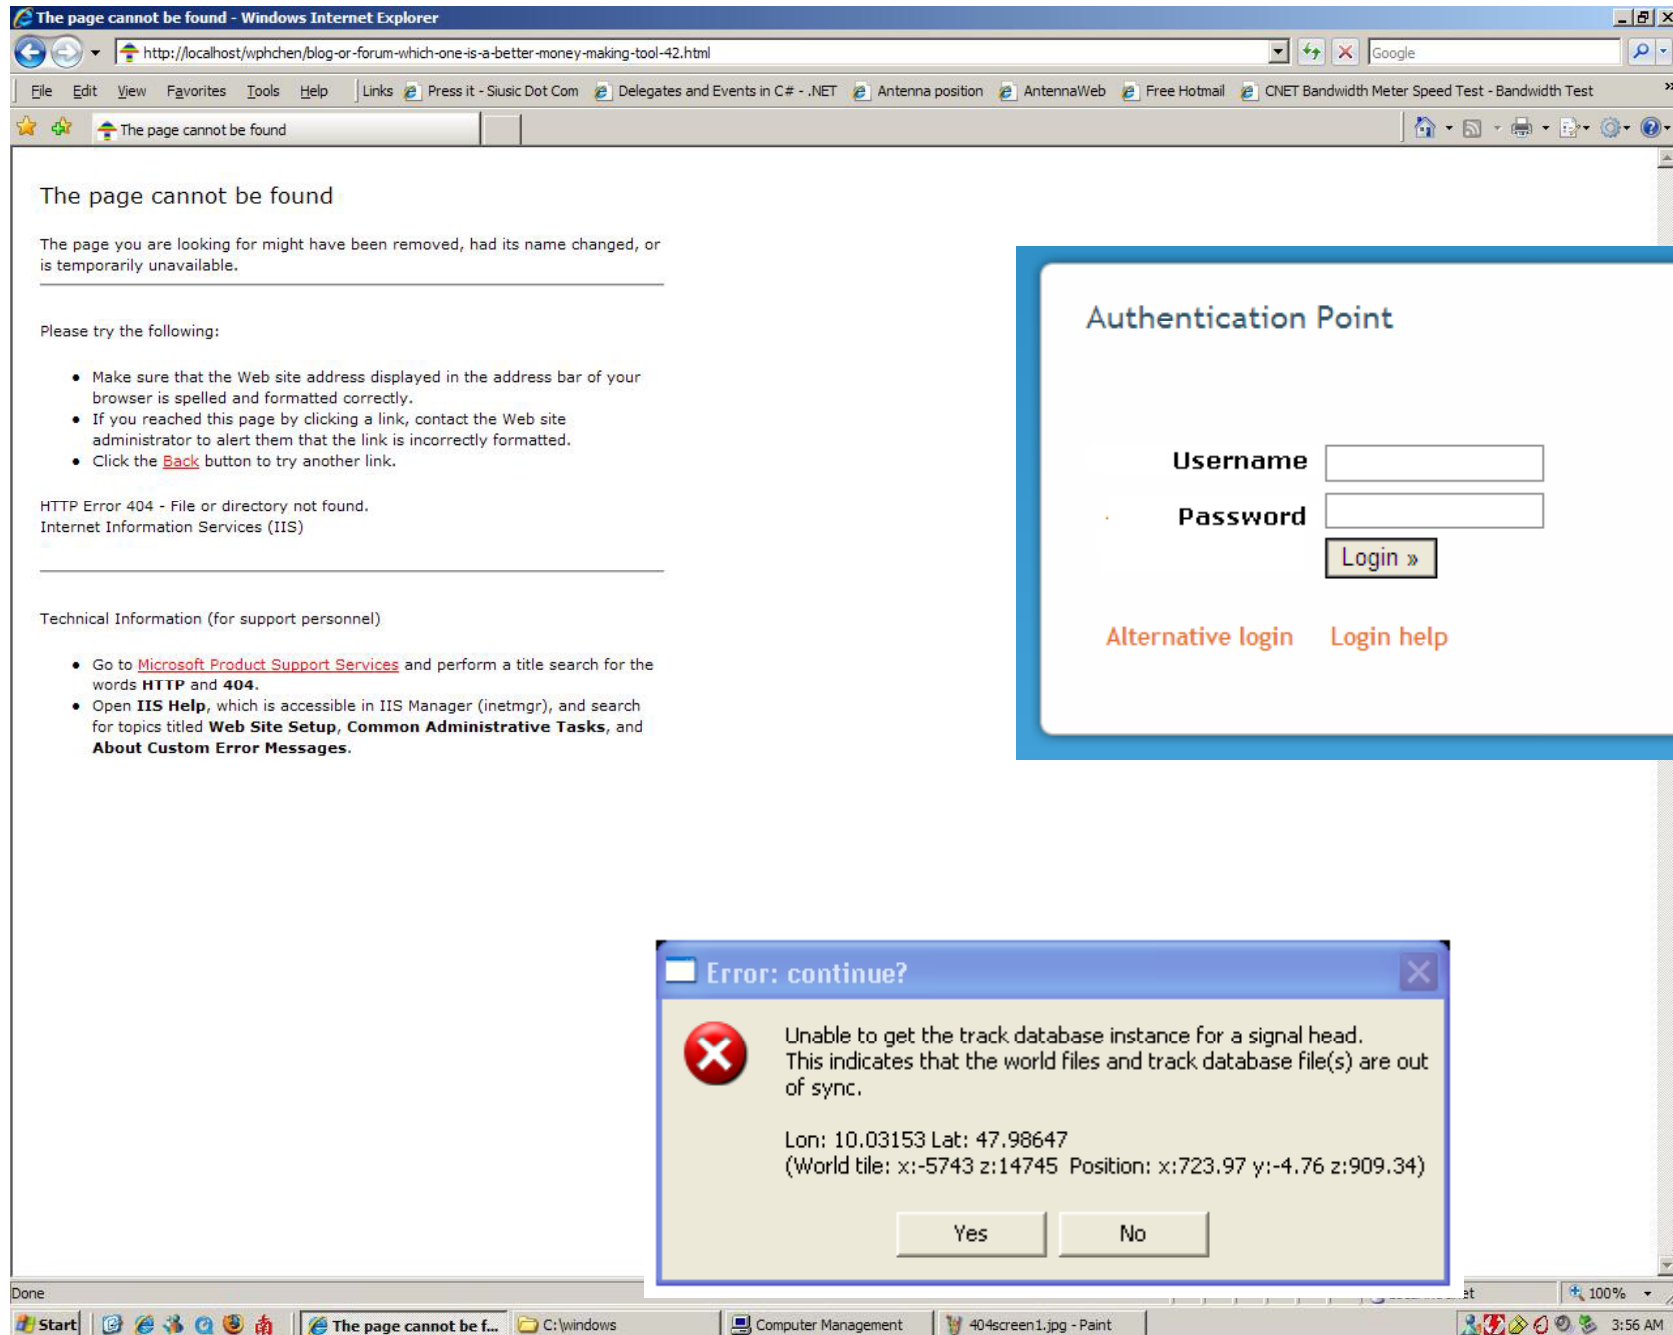 The page cannot be found - Windows Internet Explorer
http://localhost/wphchen/blog-or-forum-which-one-is-a-better-money-making-tool-42.html
Google
File Edit View Favorites Tools Help Links Press it - Siusic Dot Com Delegates and Events in C# - .NET Antenna position AntennaWeb Free Hotmail CNET Bandwidth Meter Speed Test - Bandwidth Test »
The page cannot be found
The page cannot be found
The page you are looking for might have been removed, had its name changed, or
is temporarily unavailable.
Please try the following:
• Make sure that the Web site address displayed in the address bar of your
browser is spelled and formatted correctly.
• If you reached this page by clicking a link, contact the Web site
administrator to alert them that the link is incorrectly formatted.
• Click the Back button to try another link.
HTTP Error 404 - File or directory not found.
Internet Information Services (IIS)
Technical Information (for support personnel)
• Go to Microsoft Product Support Services and perform a title search for the
words HTTP and 404.
• Open IIS Help, which is accessible in IIS Manager (inetmgr), and search
for topics titled Web Site Setup, Common Administrative Tasks, and
About Custom Error Messages.
Authentication Point
Username
Password
Login »
Alternative login Login help
Error: continue?
Unable to get the track database instance for a signal head.
This indicates that the world files and track database file(s) are out
of sync.
Lon: 10.03153 Lat: 47.98647
(World tile: x:-5743 z:14745 Position: x:723.97 y:-4.76 z:909.34)
Yes No
Done
100%
Start
The page cannot be f... C:\windows Computer Management 404screen1.jpg - Paint 3:56 AM